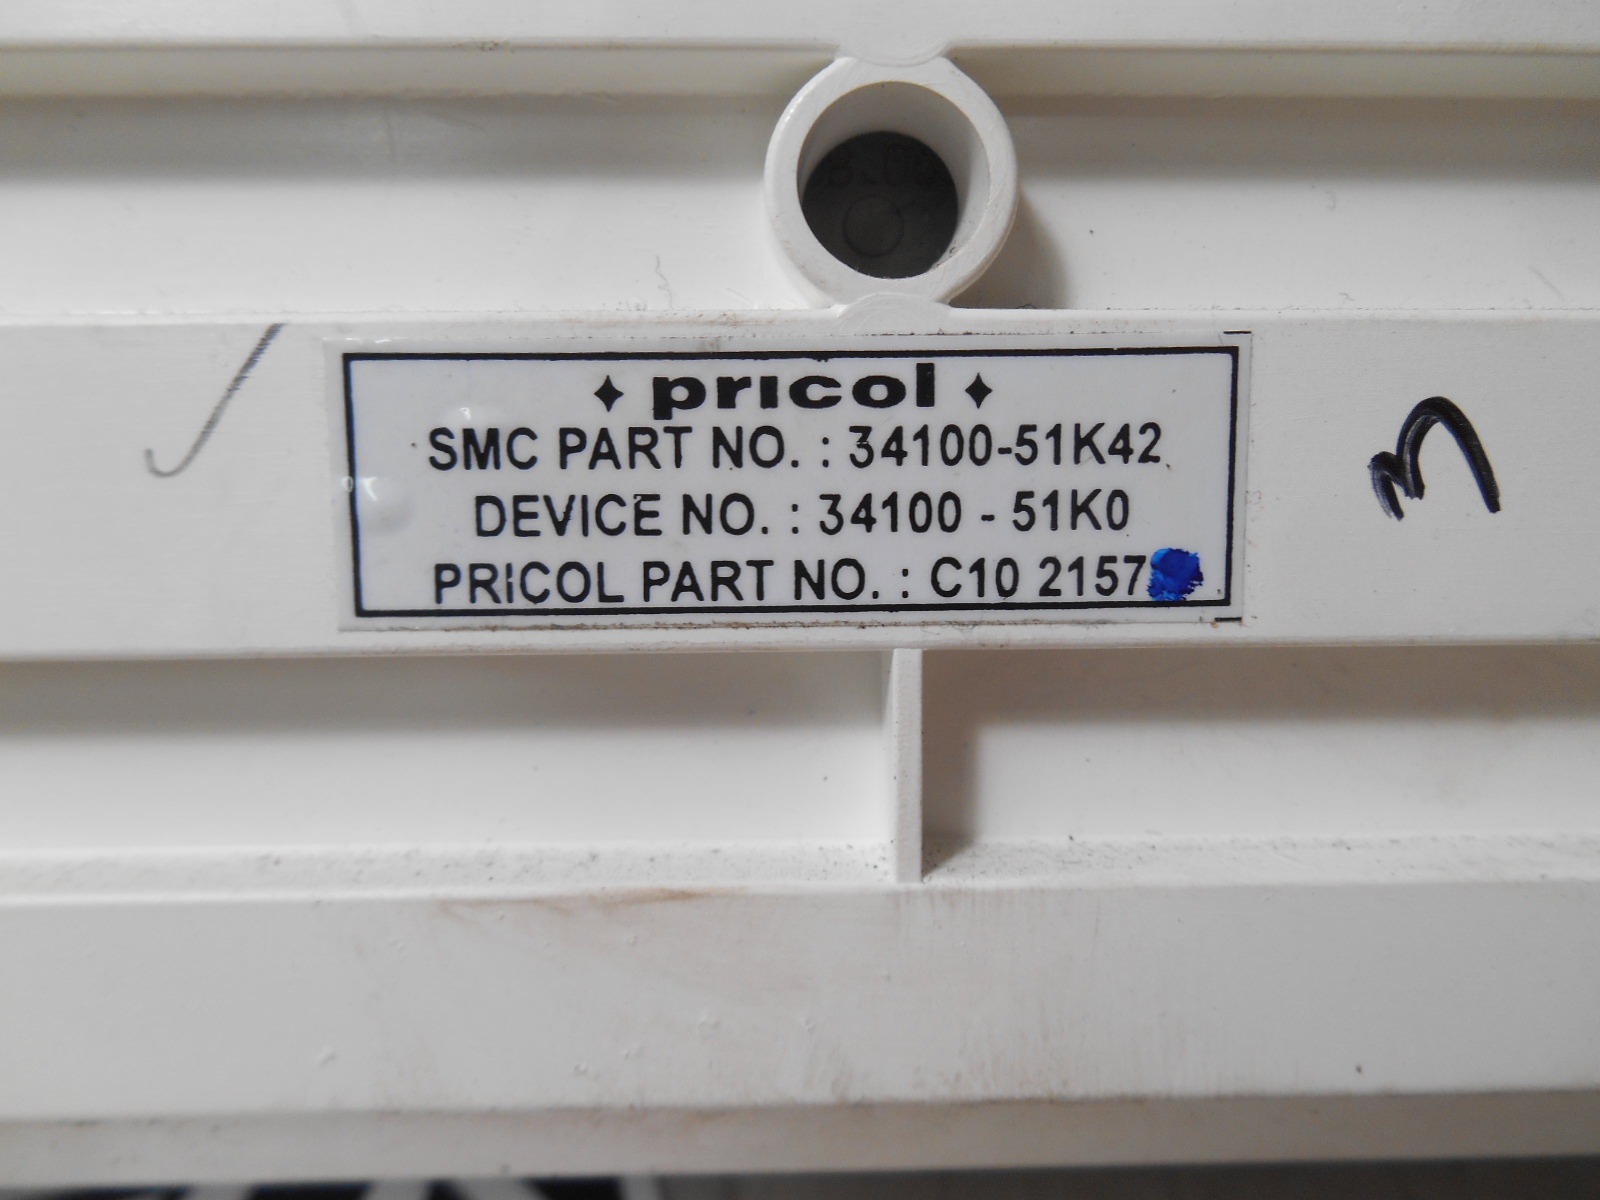 pricol
SMC PART NO. : 34100-51K42
DEVICE NO. : 34100 - 51K0
PRICOL PART NO. : C10 2157